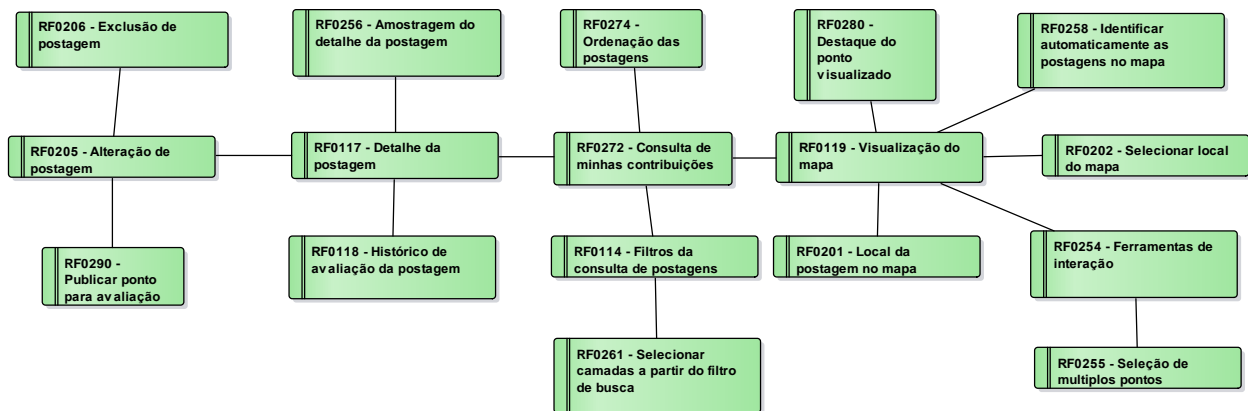 RF0206 - Exclusão de
postagem
RF0256 - Amostragem do
detalhe da postagem
RF0274 -
Ordenação das
postagens
RF0280 -
Destaque do
ponto
visualizado
RF0258 - Identificar
automaticamente as
postagens no mapa
RF0205 - Alteração de
postagem
RF0117 - Detalhe da
postagem
RF0272 - Consulta de
minhas contribuições
RF0119 - Visualização do
mapa
RF0202 - Selecionar local
do mapa
RF0290 -
Publicar ponto
para avaliação
RF0118 - Histórico de
avaliação da postagem
RF0114 - Filtros da
consulta de postagens
RF0201 - Local da
postagem no mapa
RF0254 - Ferramentas de
interação
RF0261 - Selecionar
camadas a partir do filtro
de busca
RF0255 - Seleção de
multiplos pontos